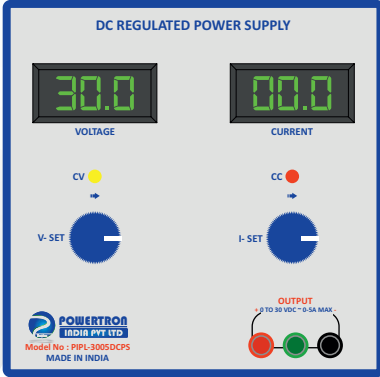 DC REGULATED POWER SUPPLY
30.0 00.0
VOLTAGE CURRENT
CV CC
V- SET I- SET
POWERTRON
INDIA PVT LTD
Model No : PIPL-3005DCPS
MADE IN INDIA
OUTPUT
+ 0 TO 30 VDC ~ 0-5A MAX -